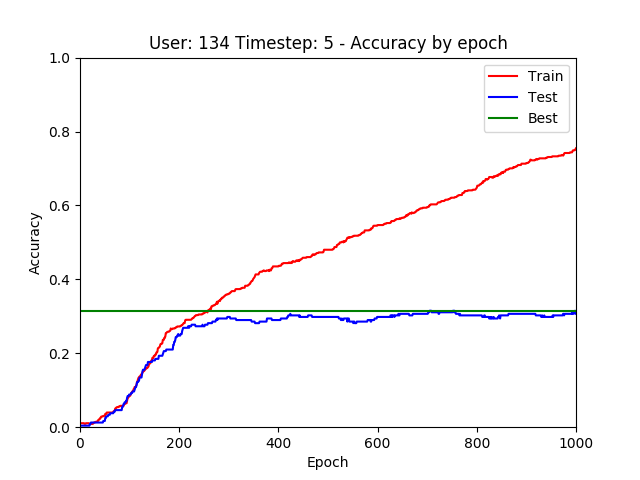 User: 134 Timestep: 5 - Accuracy by epoch
1.0
0.8
0.6
0.4
0.2
0.0
Accuracy
Train
Test
Best
0 200 400 600 800 1000
Epoch